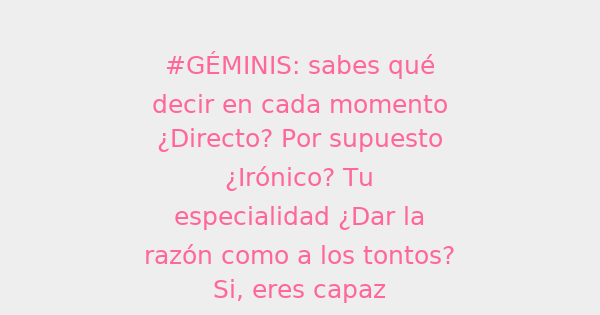 #GÉMINIS: sabes qué
decir en cada momento
¿Directo? Por supuesto
¿Irónico? Tu
especialidad ¿Dar la
razón como a los tontos?
Si, eres capaz